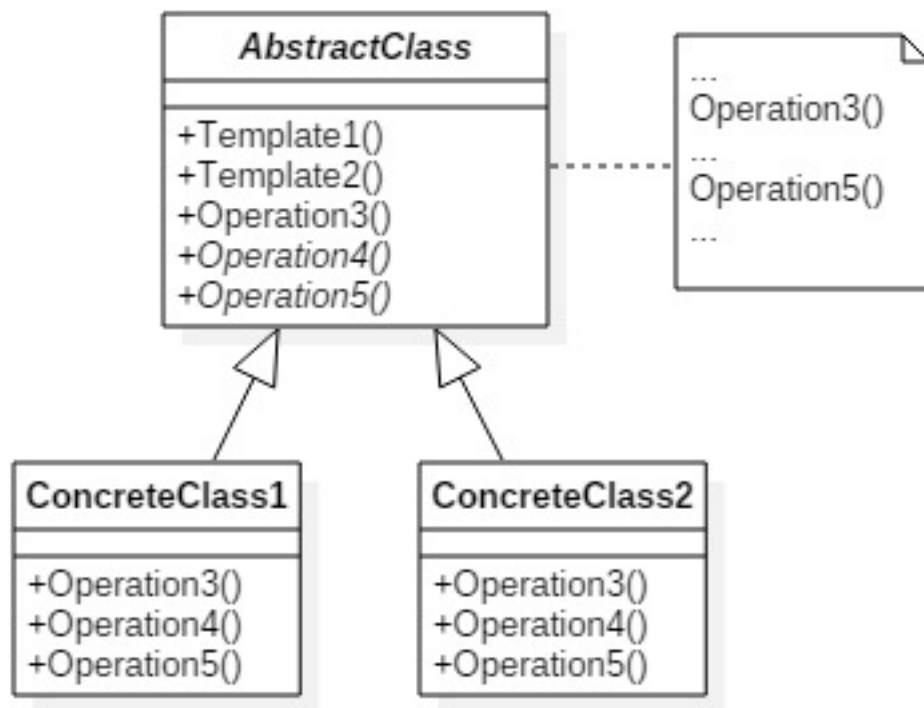 AbstractClass
+Template1()
+Template2()
+Operation3()
+Operation4()
+Operation5()
...
Operation3()
...
Operation5()
...
ConcreteClass1
+Operation3()
+Operation4()
+Operation5()
ConcreteClass2
+Operation3()
+Operation4()
+Operation5()